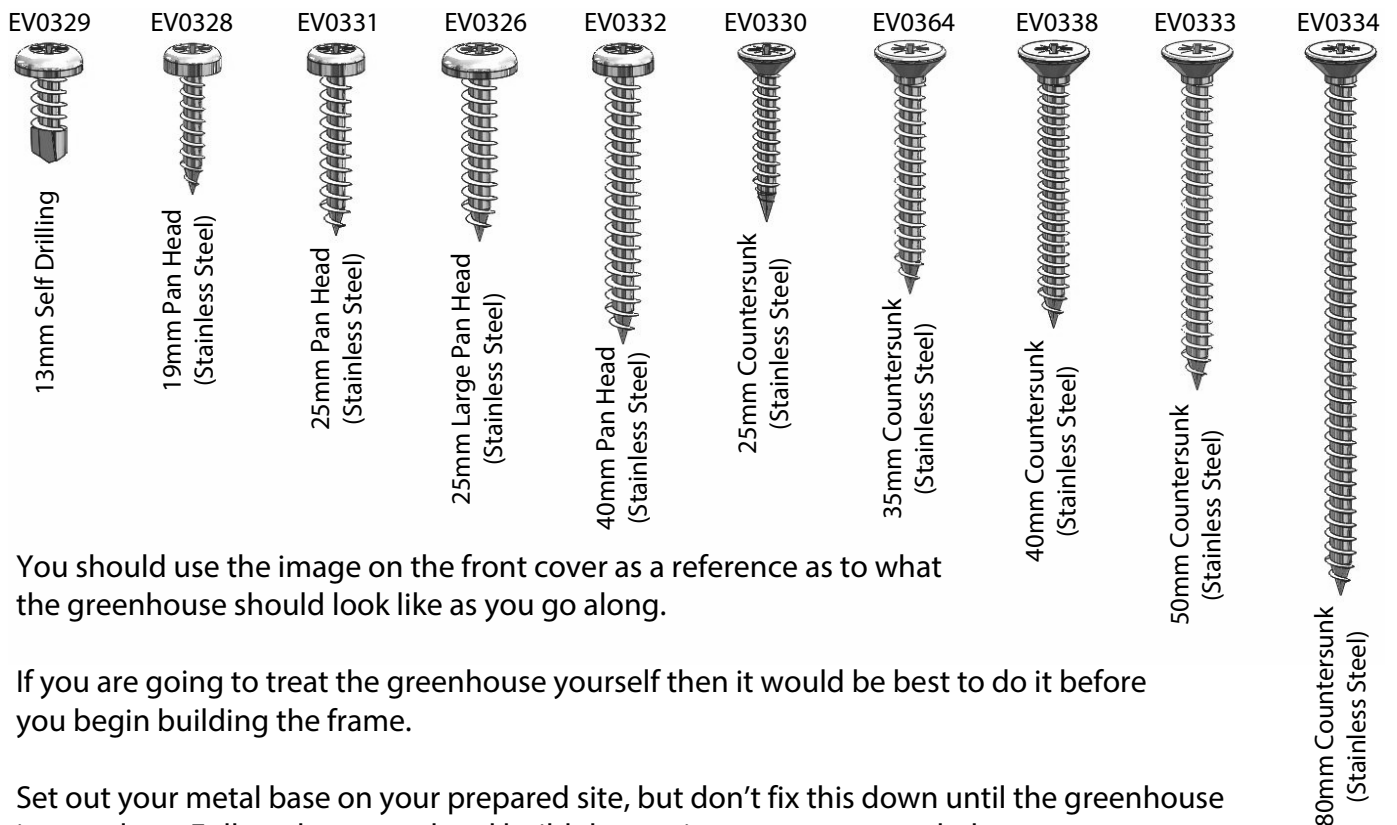 EV0329 EV0328 EV0331 EV0326 EV0332 EV0330 EV0364 EV0338 EV0333 EV0334
13mm Self Drilling
19mm Pan Head
(Stainless Steel)
25mm Pan Head
(Stainless Steel)
25mm Large Pan Head
(Stainless Steel)
40mm Pan Head
(Stainless Steel)
25mm Countersunk
(Stainless Steel)
35mm Countersunk
(Stainless Steel)
40mm Countersunk
(Stainless Steel)
50mm Countersunk
(Stainless Steel)
80mm Countersunk
(Stainless Steel)
You should use the image on the front cover as a reference as to what
the greenhouse should look like as you go along.
If you are going to treat the greenhouse yourself then it would be best to do it before
you begin building the frame.
Set out your metal base on your prepared site, but don’t fix this down until the greenhouse